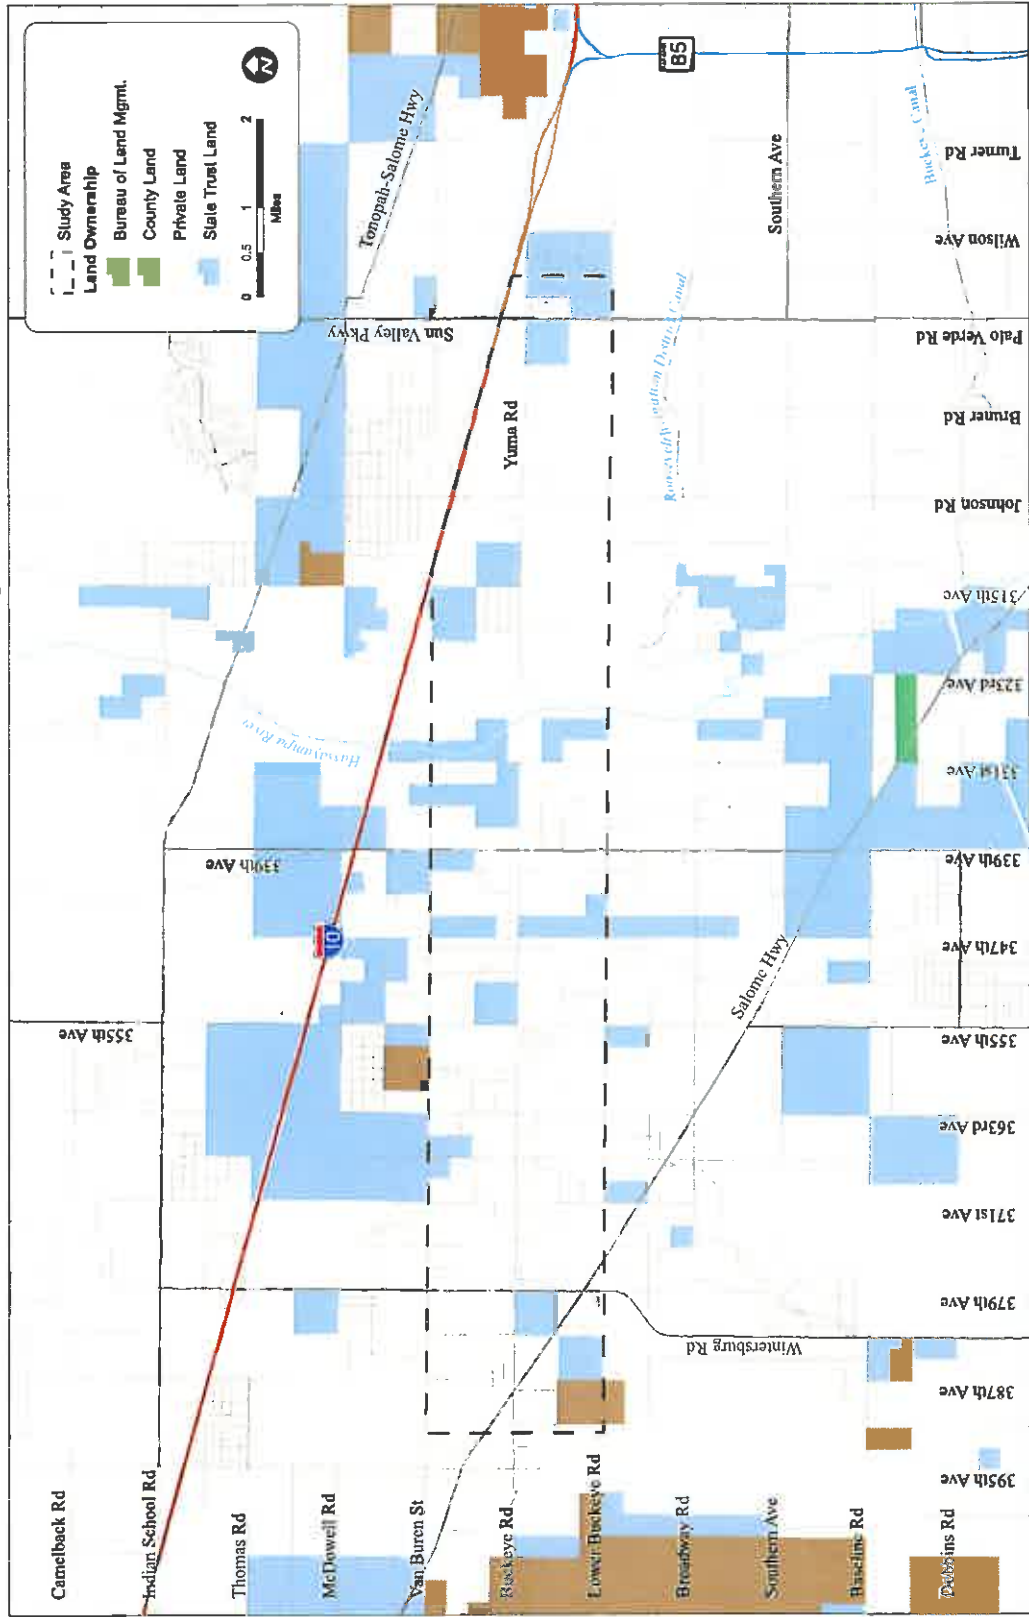 Study Area
Land Ownership
Bureau of Land Mgmt.
County Land
Private Land
State Trust Land
0
0.5
1
2
Miles
N
Camelback Rd
Indian School Rd
Thomas Rd
McDowell Rd
Van Buren St
Buckeye Rd
Lower Buckeye Rd
Broadway Rd
Southern Ave
Baseline Rd
Dobbins Rd
355th Ave
339th Ave
10
Hassayampa River
Tonopah-Salome Hwy
Sun Valley Pkwy
Yuma Rd
85
Southern Ave
Buckeye Canal
Salome Hwy
Wintersburg Rd
395th Ave
387th Ave
379th Ave
371st Ave
363rd Ave
355th Ave
347th Ave
339th Ave
331st Ave
323rd Ave
315th Ave
Johnson Rd
Bruner Rd
Palo Verde Rd
Wilson Ave
Turner Rd